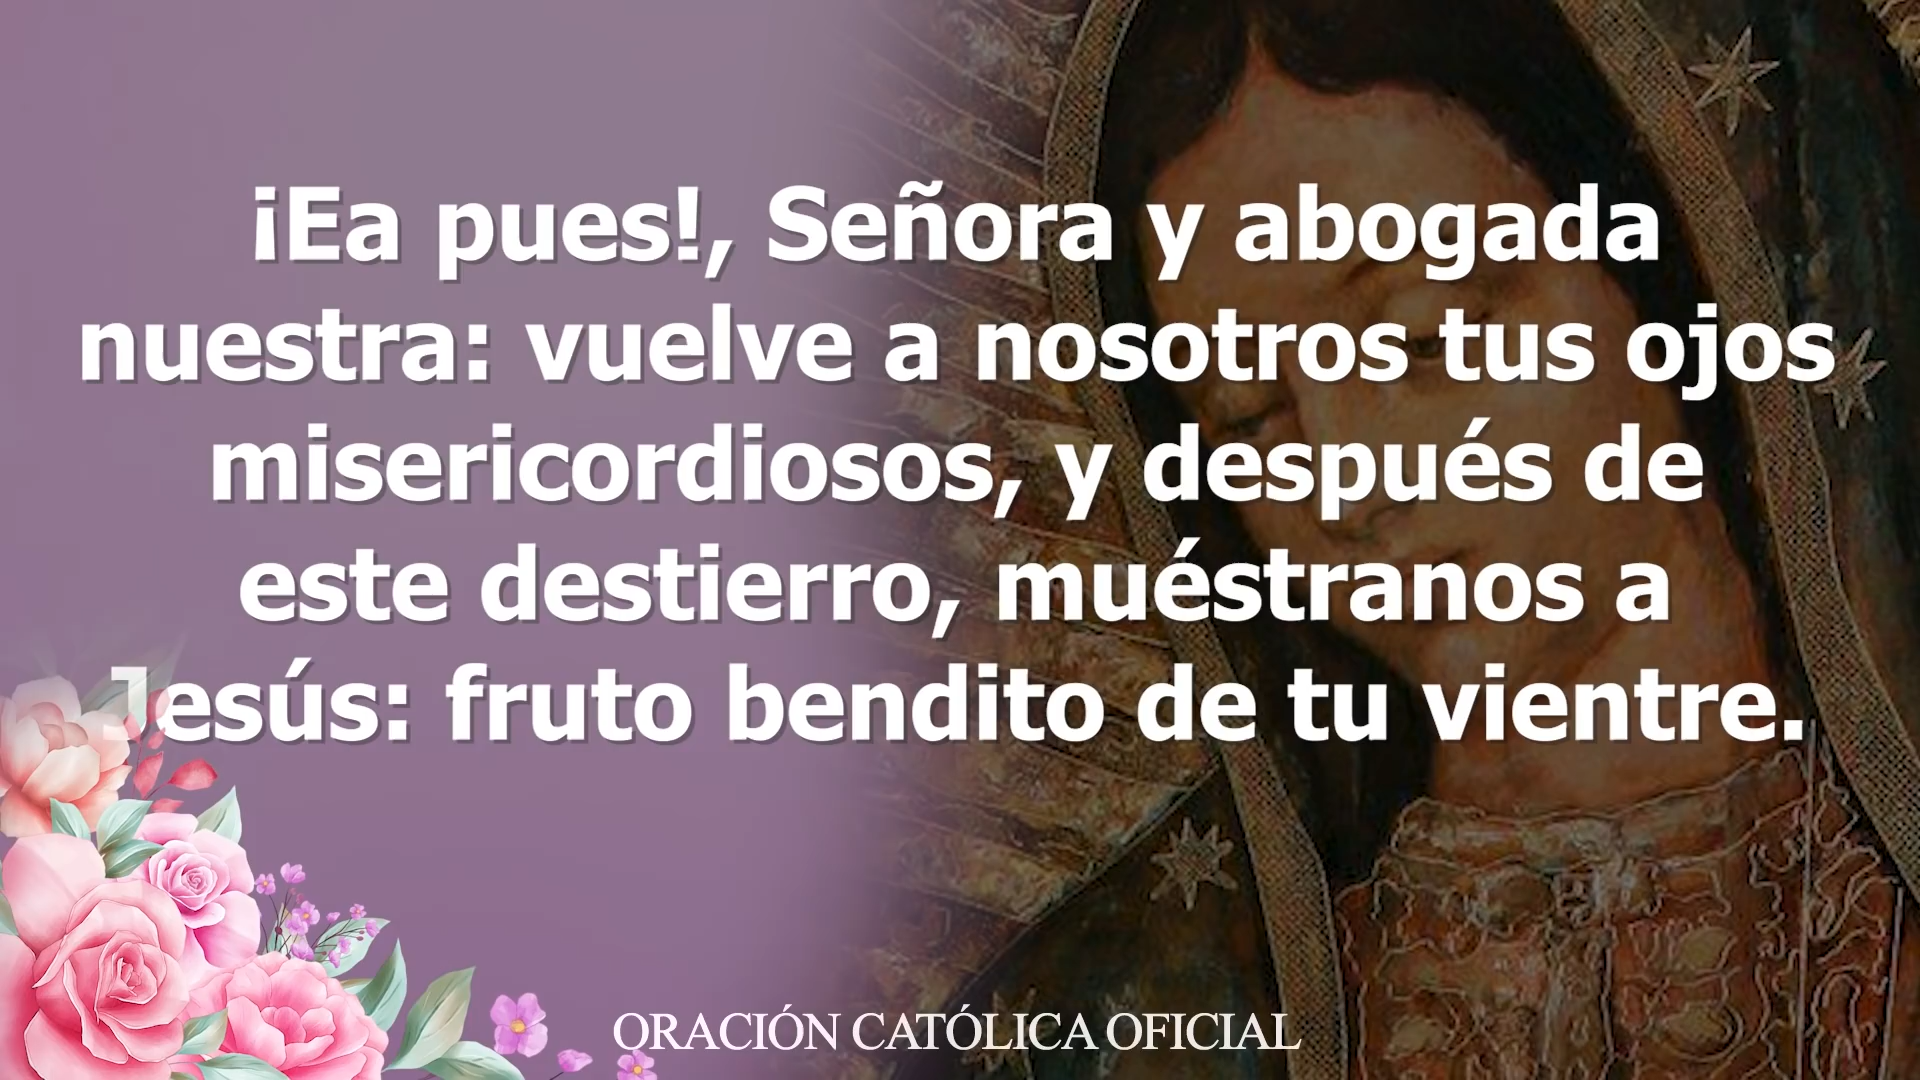 ¡Ea pues!, Señora y abogada
nuestra: vuelve a nosotros tus ojos
misericordiosos, y después de
este destierro, muéstranos a
Jesús: fruto bendito de tu vientre.
ORACIÓN CATÓLICA OFICIAL